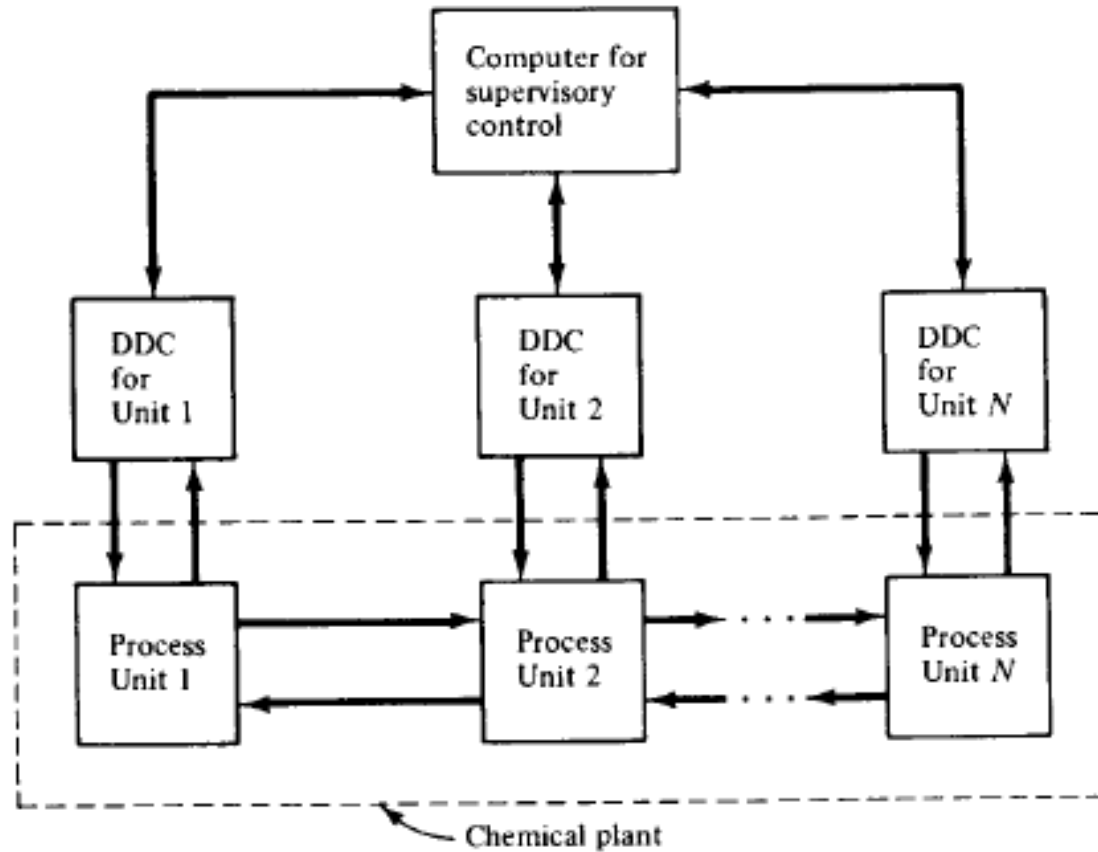 Computer for
supervisory
control
DDC
for
Unit 1
DDC
for
Unit 2
DDC
for
Unit N
Process
Unit 1
Process
Unit 2
. . .
. . .
Process
Unit N
Chemical plant